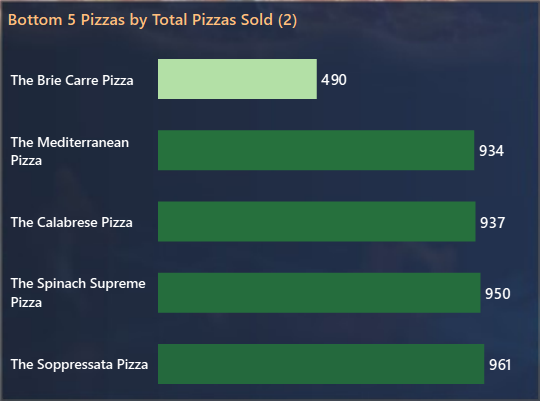 Bottom 5 Pizzas by Total Pizzas Sold (2)
The Brie Carre Pizza 490
The Mediterranean
Pizza 934
The Calabrese Pizza 937
The Spinach Supreme
Pizza 950
The Soppressata Pizza 961